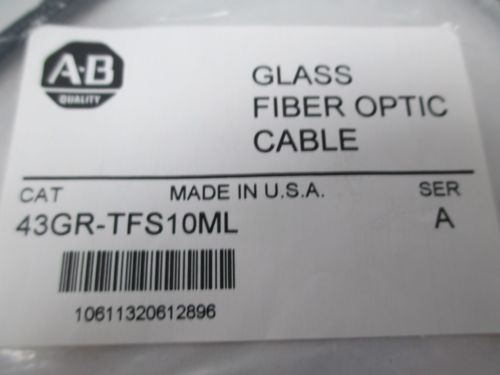 A-B
QUALITY
GLASS
FIBER OPTIC
CABLE
CAT MADE IN U.S.A. SER
43GR-TFS10ML A
10611320612896